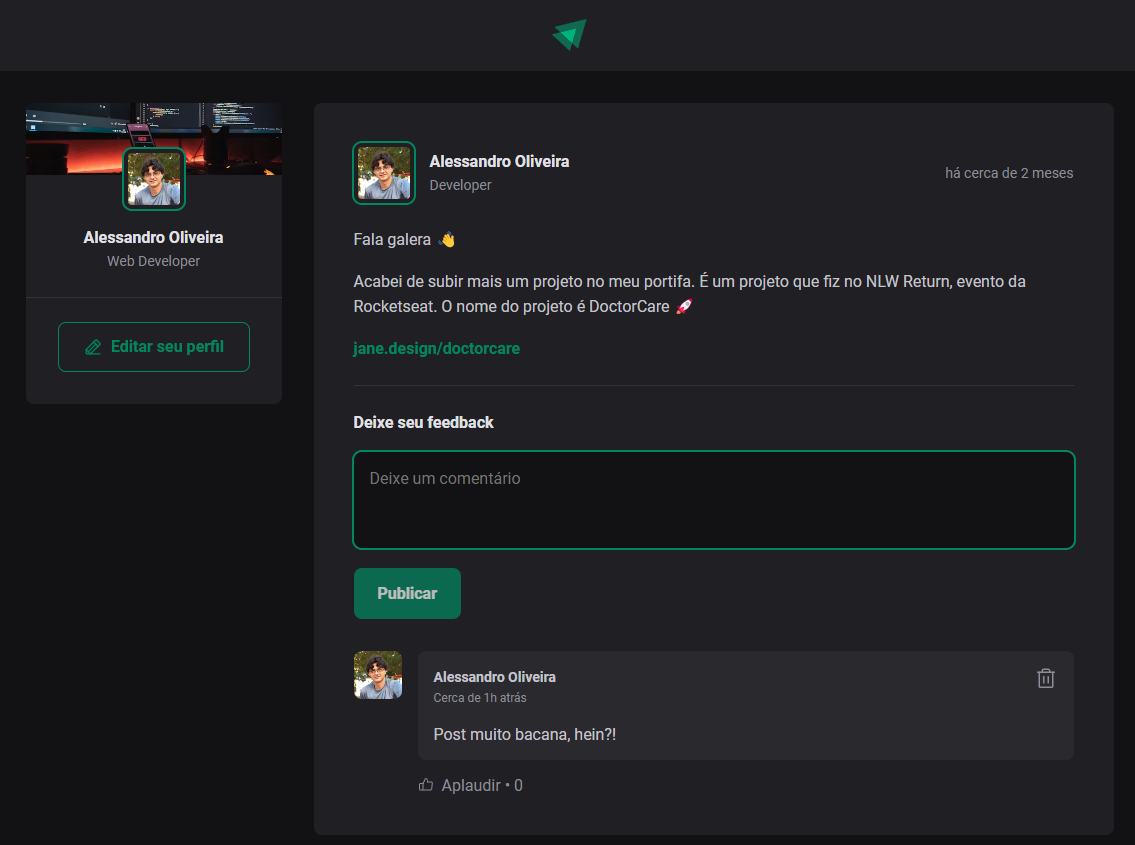 Alessandro Oliveira
Web Developer
Editar seu perfil
Alessandro Oliveira
Developer
há cerca de 2 meses
Fala galera 👋
Acabei de subir mais um projeto no meu portifa. É um projeto que fiz no NLW Return, evento da
Rocketseat. O nome do projeto é DoctorCare 🚀
jane.design/doctorcare
Deixe seu feedback
Deixe um comentário
Publicar
Alessandro Oliveira
Cerca de 1h atrás
Post muito bacana, hein?!
Aplaudir • 0